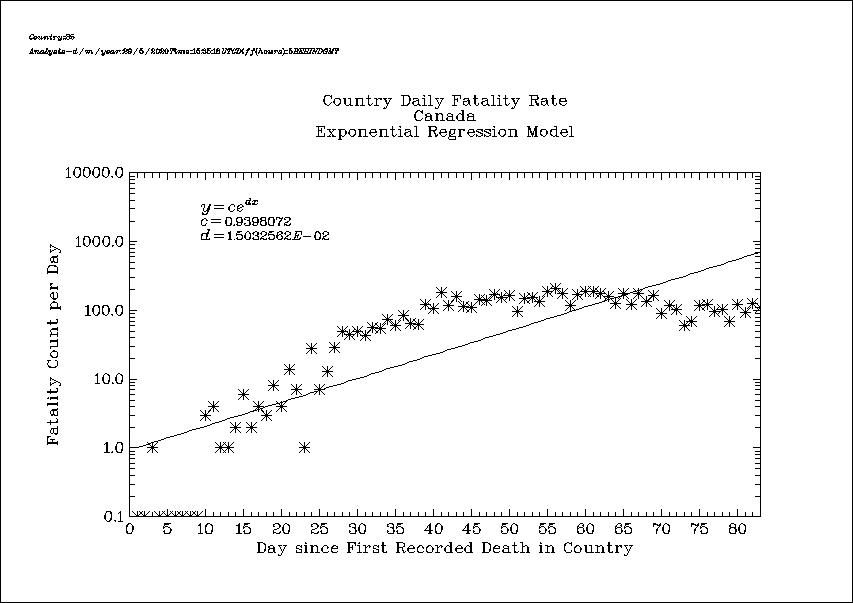 Country:35
Country Daily Fatality Rate
Canada
Exponential Regression Model
y=ce^dx
c=0.9398072
d=1.5032562E-02
10000.0
1000.0
100.0
10.0
1.0
0.1
Fatality Count per Day
0 5 10 15 20 25 30 35 40 45 50 55 60 65 70 75 80
Day since First Recorded Death in Country